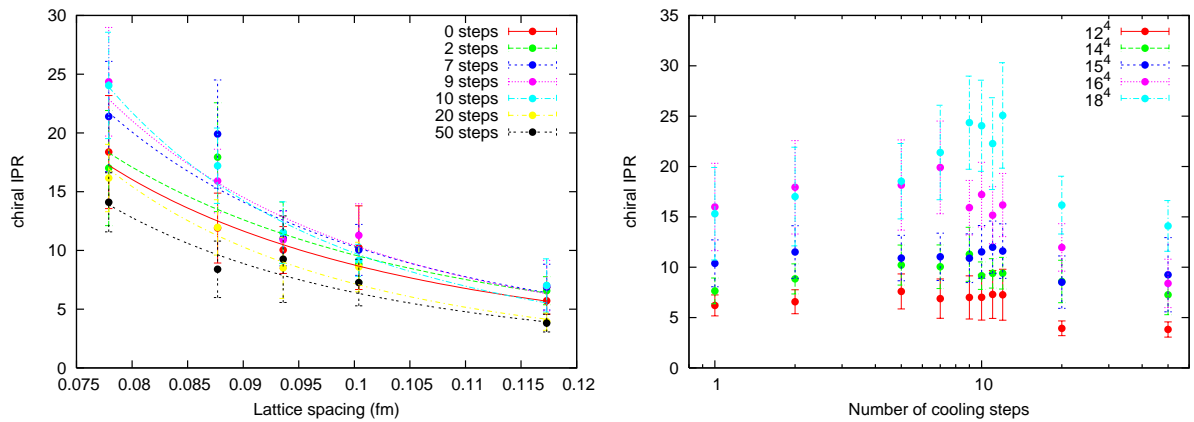 30
25
20
15
10
5
0
chiral IPR
0.075
0.08
0.085
0.09
0.095
0.1
0.105
0.11
0.115
0.12
Lattice spacing (fm)
0 steps
2 steps
7 steps
9 steps
10 steps
20 steps
50 steps
35
30
25
20
15
10
5
0
chiral IPR
1
10
Number of cooling steps
12^4
14^4
15^4
16^4
18^4